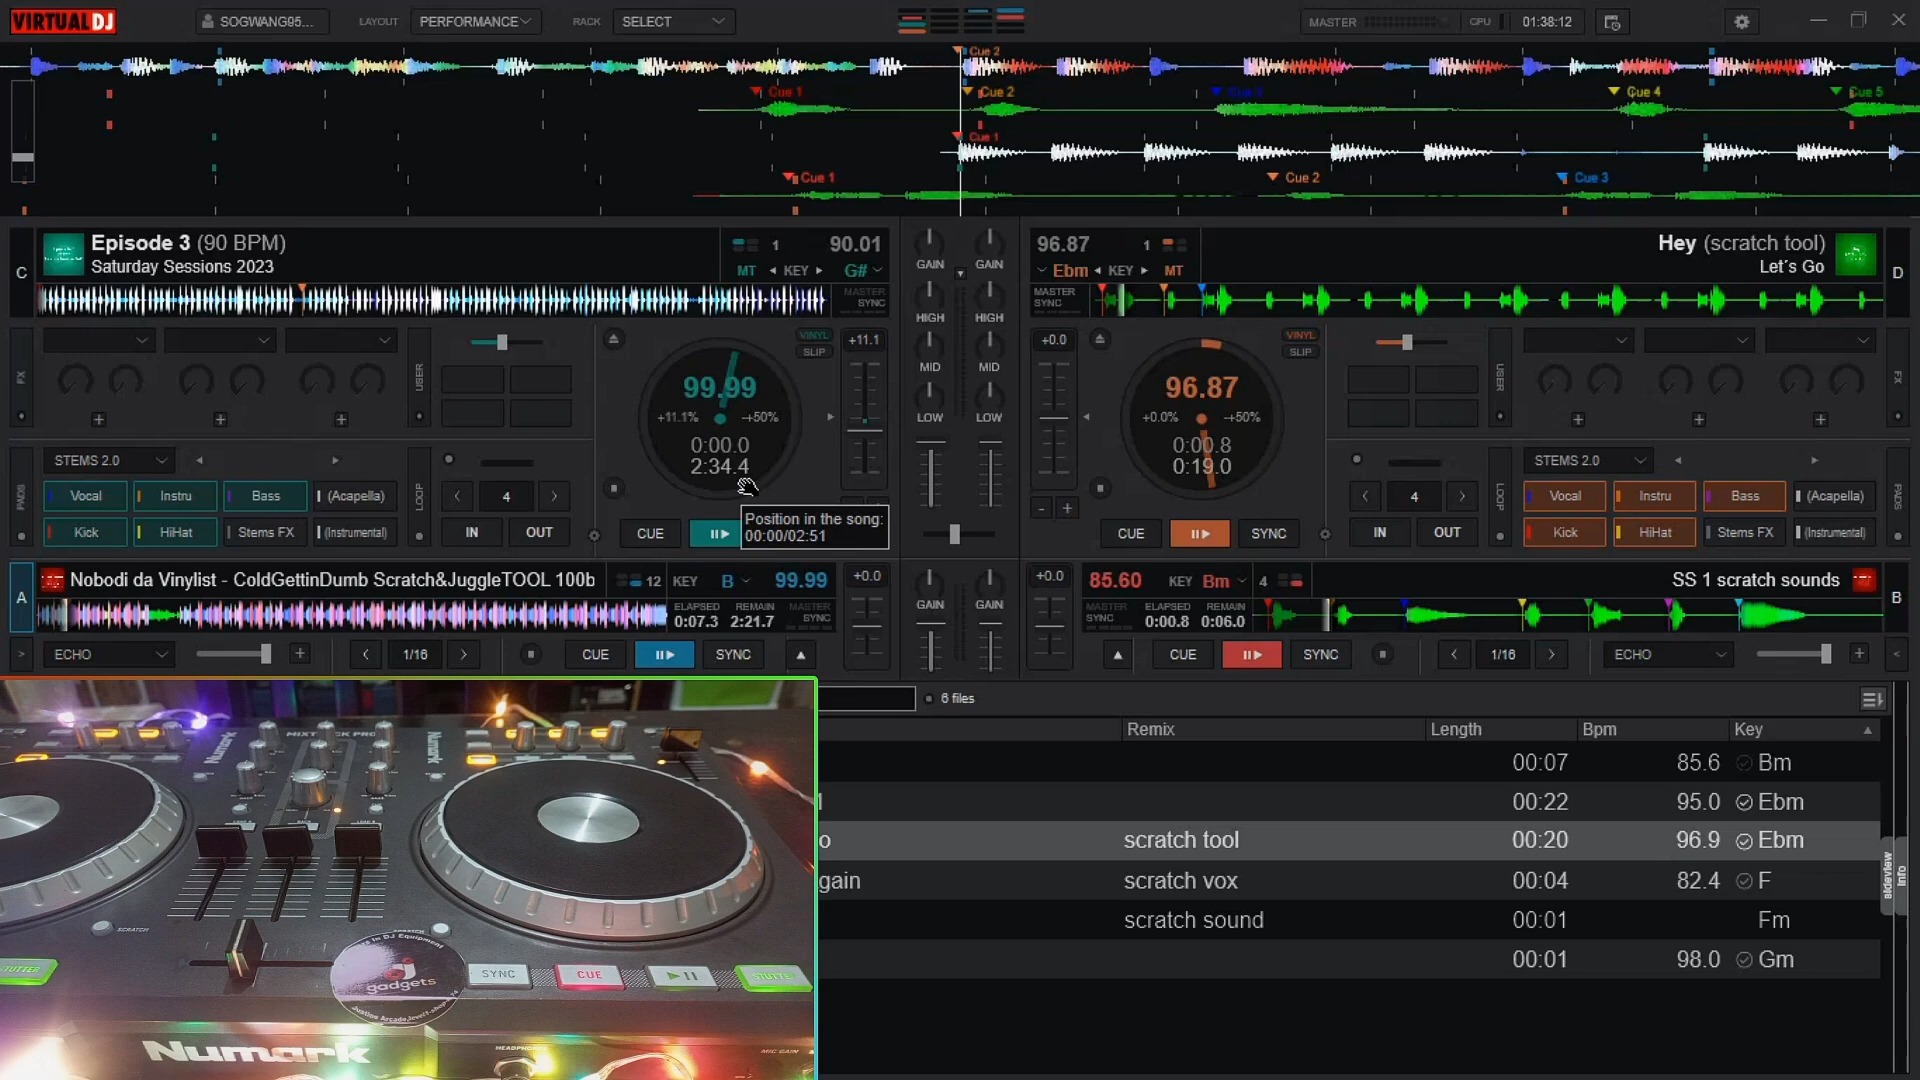 VIRTUAL DJ
SOGWANG95...
LAYOUT
PERFORMANCE
RACK
SELECT
MASTER
CPU
01:38:12
Cue 2
Cue 1
Cue 2
Cue 4
Cue 5
Cue 1
Cue 1
Cue 2
Cue 3
C
Episode 3 (90 BPM)
Saturday Sessions 2023
1
90.01
MT
KEY
G#
MASTER
SYNC
GAIN
GAIN
HIGH
HIGH
MID
MID
LOW
LOW
96.87
1
Ebm
KEY
MT
Hey (scratch tool)
Let´s Go
D
MASTER
SYNC
FX
USER
VINYL
SLIP
+11.1
99.99
+11.1%
+50%
0:00.0
2:34.4
+0.0
VINYL
SLIP
96.87
+0.0%
+50%
0:00.8
0:19.0
USER
FX
PADS
STEMS 2.0
Vocal
Instru
Bass
(Acapella)
Kick
HiHat
Stems FX
(Instrumental)
LOOP
4
IN
OUT
CUE
Position in the song:
00:00/02:51
- +
CUE
SYNC
4
IN
OUT
LOOP
STEMS 2.0
Vocal
Instru
Bass
(Acapella)
Kick
HiHat
Stems FX
(Instrumental)
PADS
A
Nobodi da Vinylist - ColdGettinDumb Scratch&JuggleTOOL 100b
12
KEY
B
99.99
ELAPSED
REMAIN
MASTER
SYNC
0:07.3
2:21.7
+0.0
GAIN
GAIN
+0.0
85.60
KEY
Bm
4
SS 1 scratch sounds
B
MASTER
SYNC
ELAPSED
REMAIN
0:00.8
0:06.0
ECHO
1/16
CUE
SYNC
CUE
SYNC
1/16
ECHO
6 files
Remix
Length
Bpm
Key
00:07
85.6
Bm
00:22
95.0
Ebm
o
scratch tool
00:20
96.9
Ebm
gain
scratch vox
00:04
82.4
F
scratch sound
00:01
Fm
00:01
98.0
Gm
sideview
info
Numark
Numark
SCRATCH
STUTTER
gadgets
SYNC
CUE
STUTTER
Numark
HEADPHONES
MIC GAIN